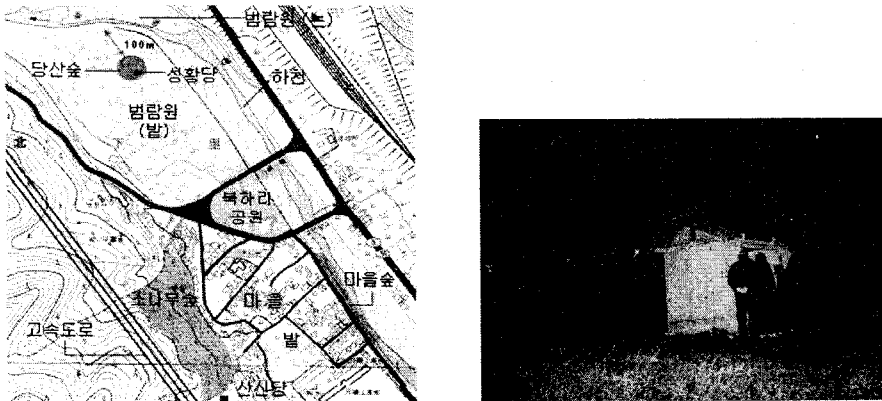 범람원 (논)
100m
당산숲
성황당
하천
범람원
(밭)
북하라
공원
소나무숲
마을
마을숲
고속도로
밭
산신당